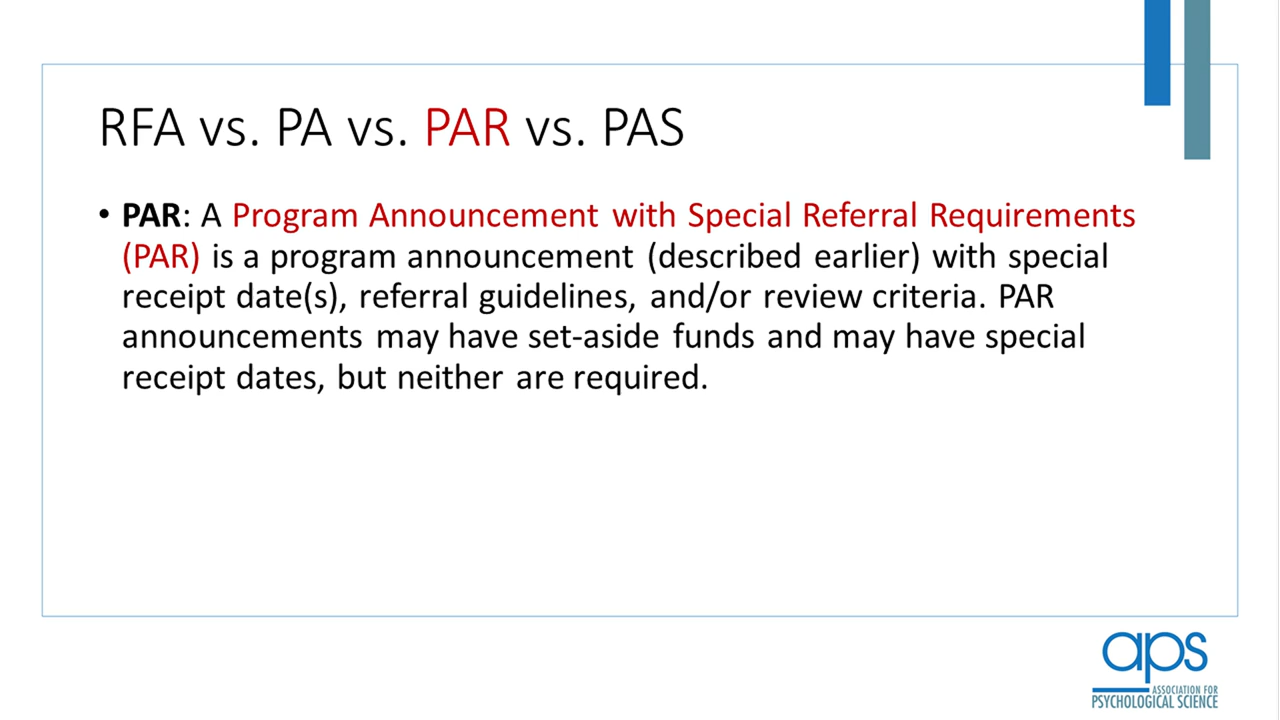 RFA vs. PA vs. PAR vs. PAS
• PAR: A Program Announcement with Special Referral Requirements
(PAR) is a program announcement (described earlier) with special
receipt date(s), referral guidelines, and/or review criteria. PAR
announcements may have set-aside funds and may have special
receipt dates, but neither are required.
aps
ASSOCIATION FOR
PSYCHOLOGICAL SCIENCE